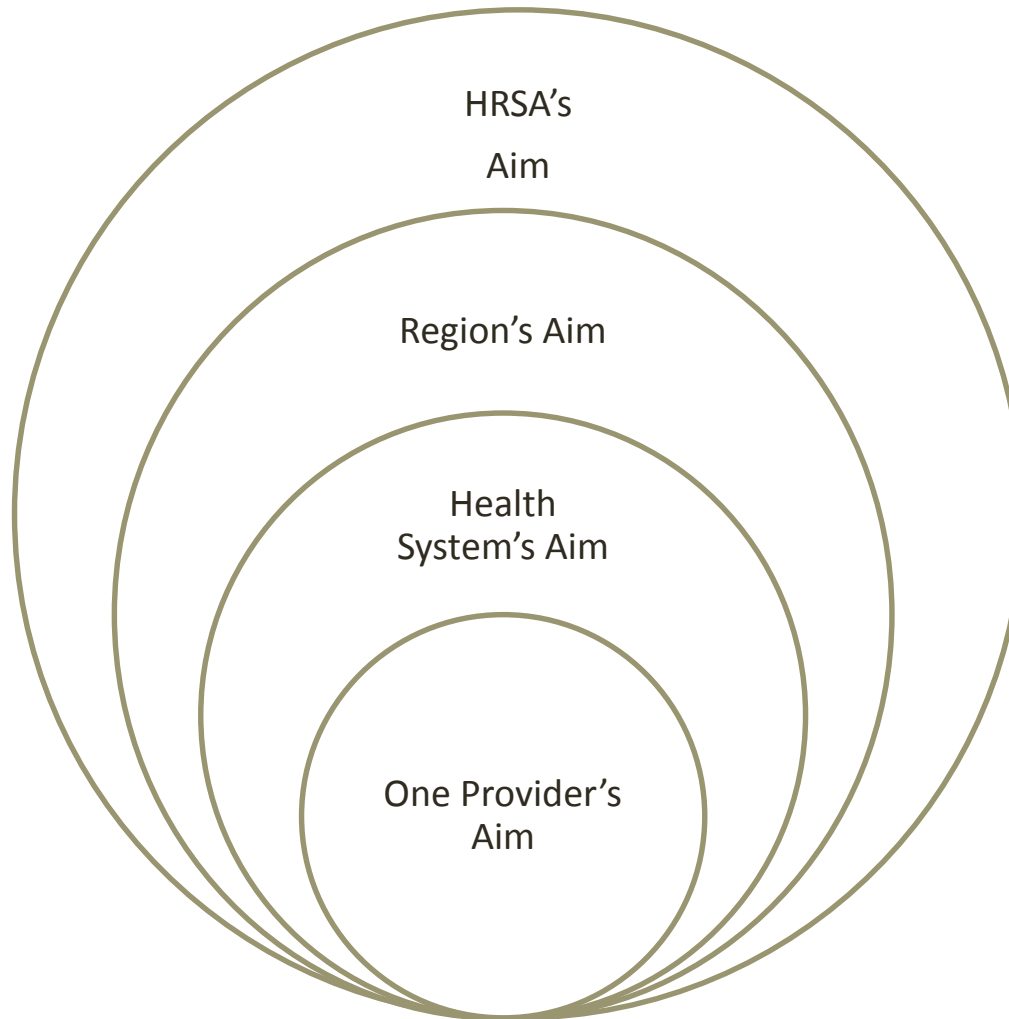 HRSA’s
Aim
Region’s Aim
Health
System’s Aim
One Provider’s
Aim